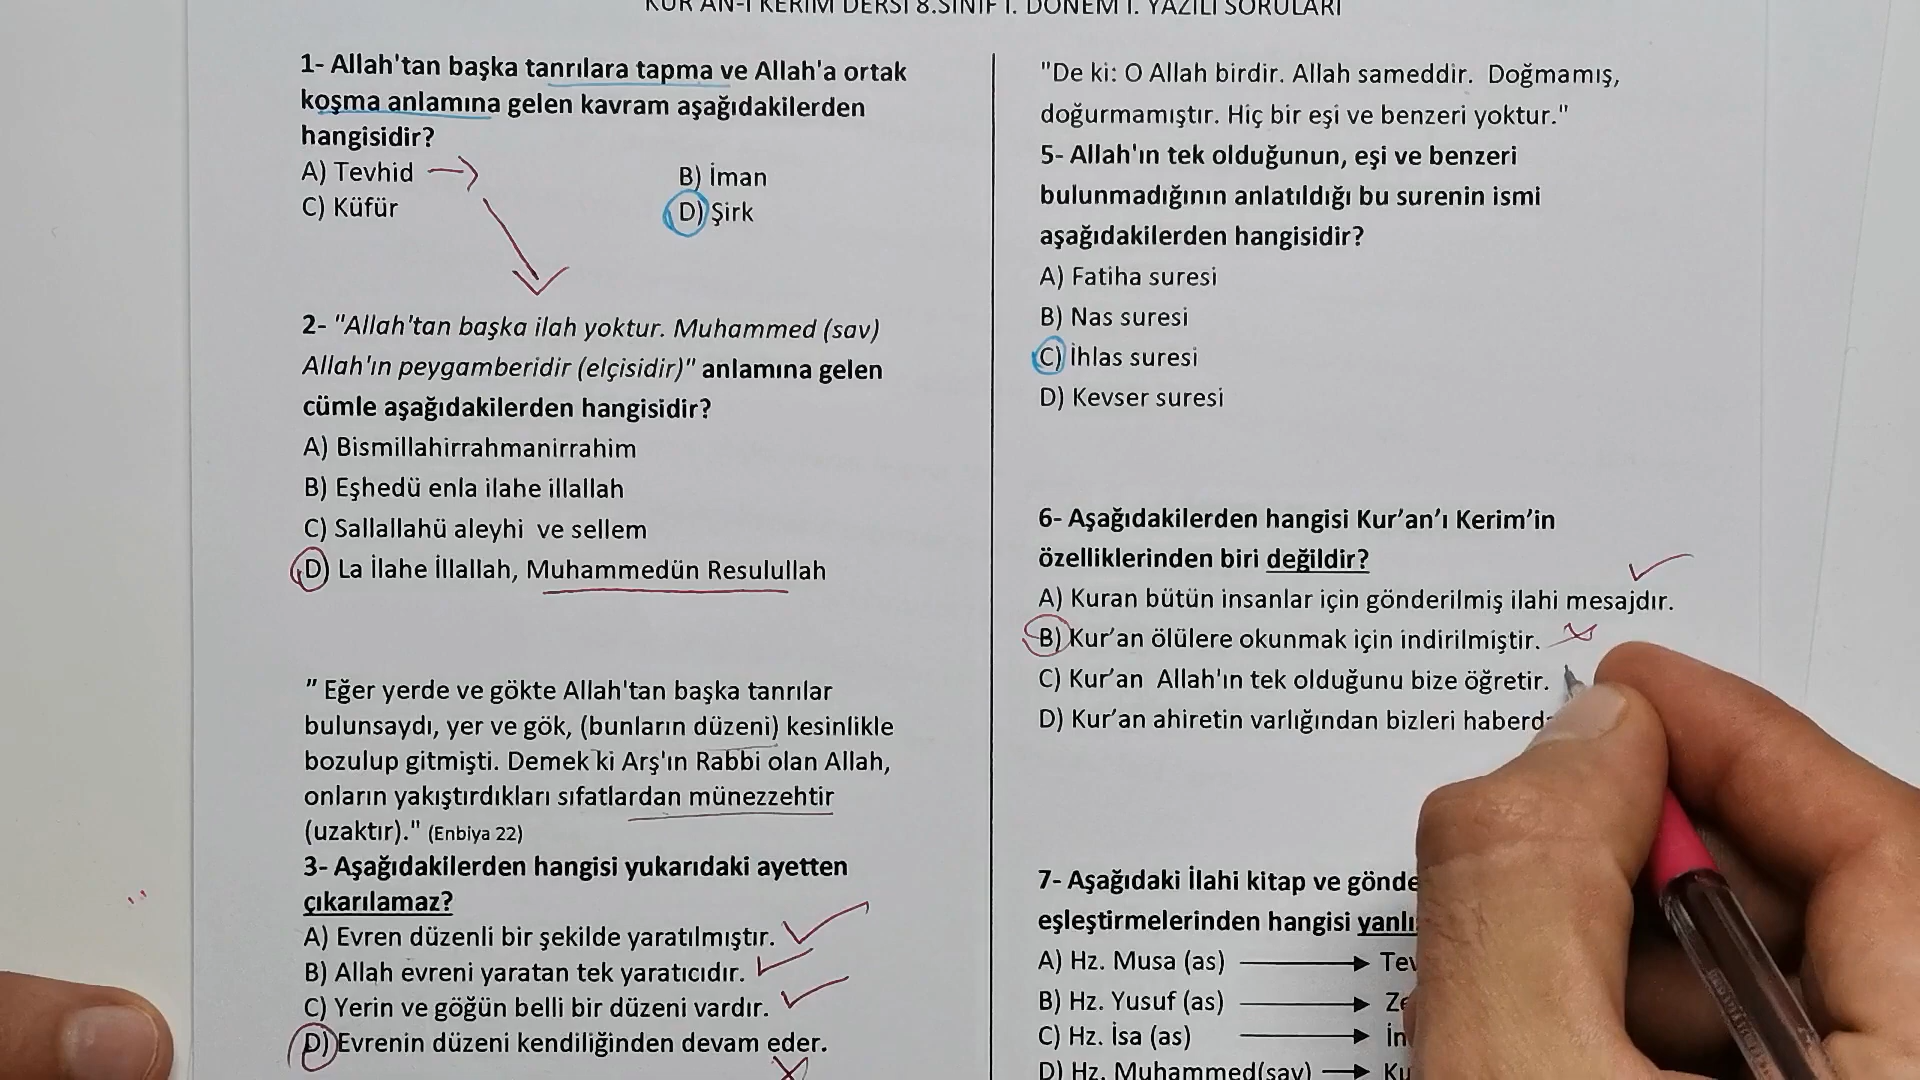 KUR'AN-I KERİM DERSİ 8.SINIF I. DÖNEM I. YAZILI SORULARI
1- Allah'tan başka tanrılara tapma ve Allah'a ortak
koşma anlamına gelen kavram aşağıdakilerden
hangisidir?
A) Tevhid
B) İman
C) Küfür
D) Şirk
2- "Allah'tan başka ilah yoktur. Muhammed (sav)
Allah'ın peygamberidir (elçisidir)" anlamına gelen
cümle aşağıdakilerden hangisidir?
A) Bismillahirrahmanirrahim
B) Eşhedü enla ilahe illallah
C) Sallallahü aleyhi ve sellem
D) La İlahe İllallah, Muhammedün Resulullah
" Eğer yerde ve gökte Allah'tan başka tanrılar
bulunsaydı, yer ve gök, (bunların düzeni) kesinlikle
bozulup gitmişti. Demek ki Arş'ın Rabbi olan Allah,
onların yakıştırdıkları sıfatlardan münezzehtir
(uzaktır)." (Enbiya 22)
3- Aşağıdakilerden hangisi yukarıdaki ayetten
çıkarılamaz?
A) Evren düzenli bir şekilde yaratılmıştır.
B) Allah evreni yaratan tek yaratıcıdır.
C) Yerin ve göğün belli bir düzeni vardır.
D) Evrenin düzeni kendiliğinden devam eder.
"De ki: O Allah birdir. Allah sameddir. Doğmamış,
doğurmamıştır. Hiç bir eşi ve benzeri yoktur."
5- Allah'ın tek olduğunun, eşi ve benzeri
bulunmadığının anlatıldığı bu surenin ismi
aşağıdakilerden hangisidir?
A) Fatiha suresi
B) Nas suresi
C) İhlas suresi
D) Kevser suresi
6- Aşağıdakilerden hangisi Kur'an'ı Kerim'in
özelliklerinden biri değildir?
A) Kuran bütün insanlar için gönderilmiş ilahi mesajdır.
B) Kur'an ölülere okunmak için indirilmiştir.
C) Kur'an Allah'ın tek olduğunu bize öğretir.
D) Kur'an ahiretin varlığından bizleri
7- Aşağıdaki İlahi kitap ve
eşleştirmelerinden hangisi
A) Hz. Musa (as)
B) Hz. Yusuf (as)
C) Hz. İsa (as)
D) Hz. Muhammed(sav)